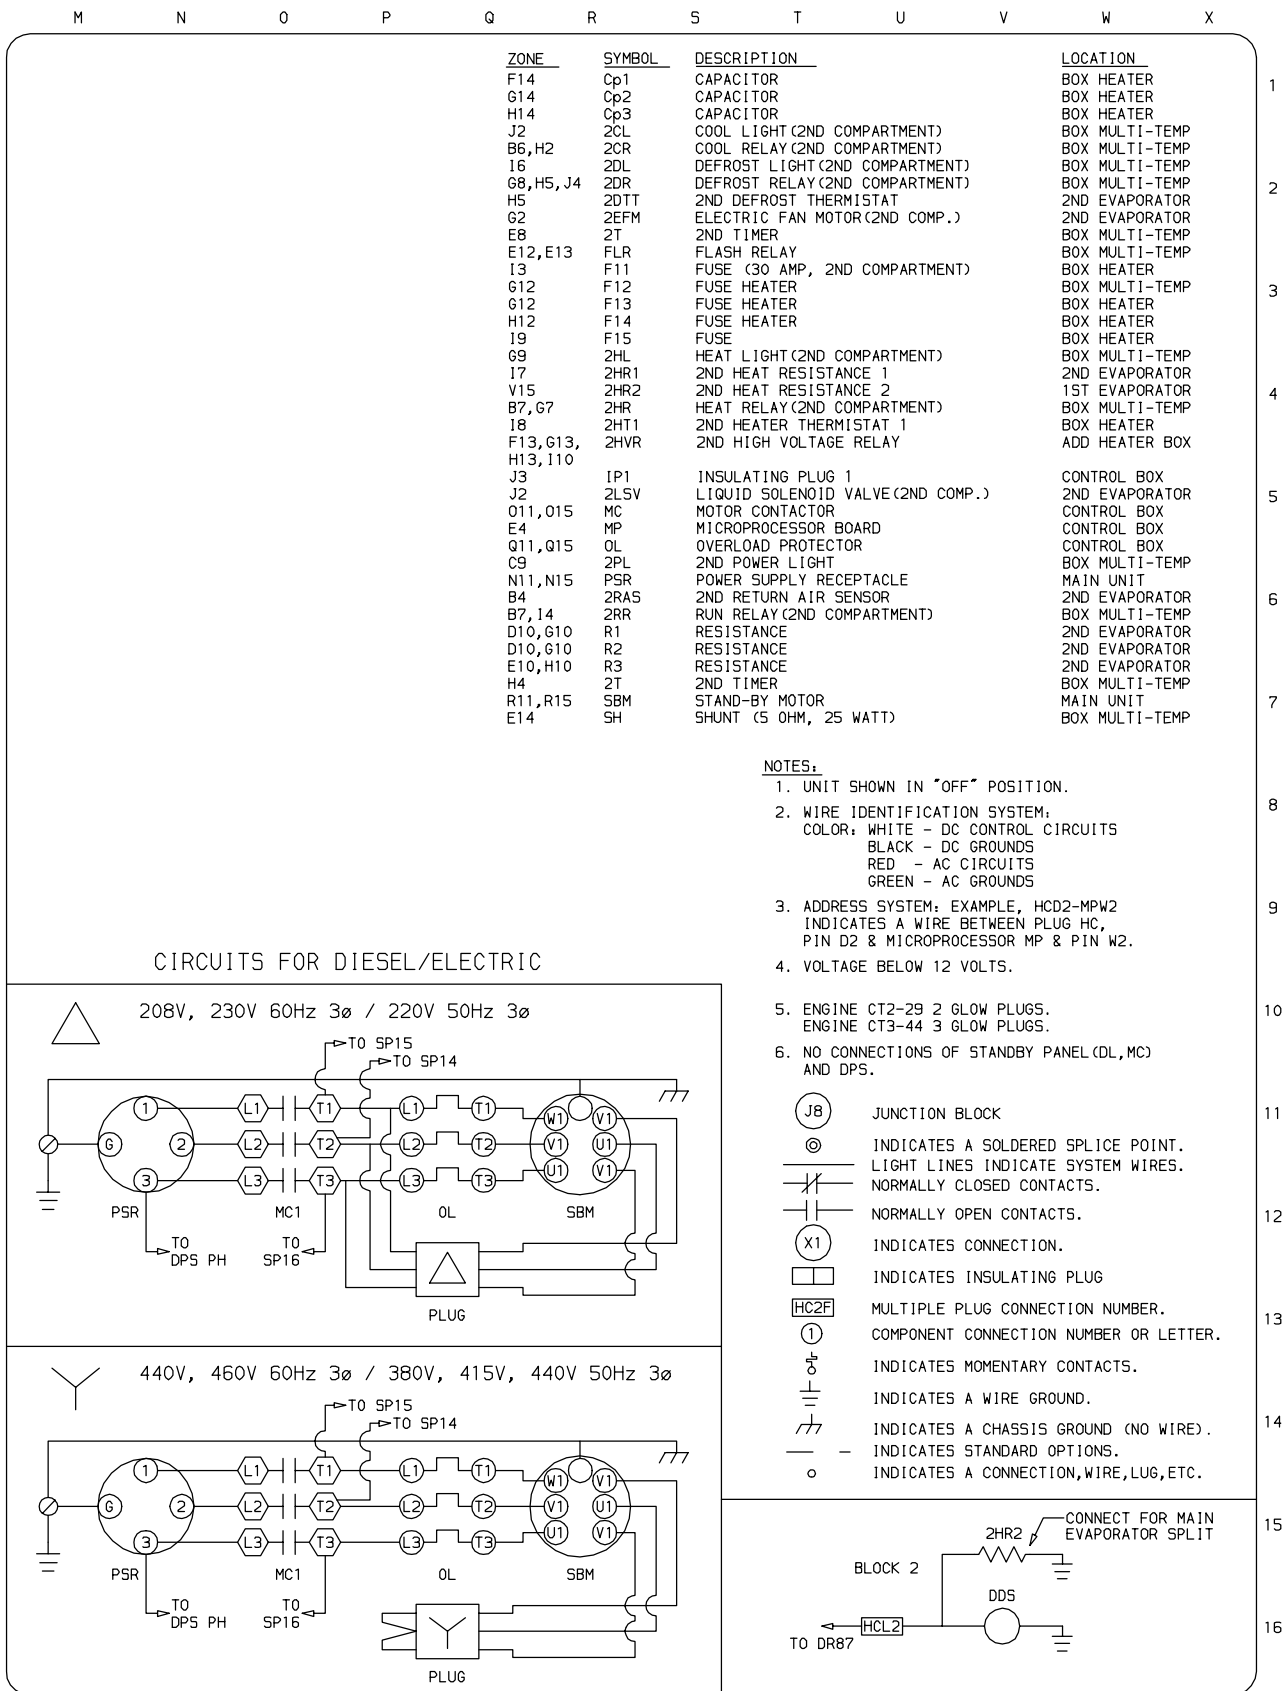 M N O P Q R S T U V W X
ZONE SYMBOL DESCRIPTION LOCATION
F14 Cp1 CAPACITOR BOX HEATER
G14 Cp2 CAPACITOR BOX HEATER
H14 Cp3 CAPACITOR BOX HEATER
J2 2CL COOL LIGHT(2ND COMPARTMENT) BOX MULTI-TEMP
B6,H2 2CR COOL RELAY(2ND COMPARTMENT) BOX MULTI-TEMP
I6 2DL DEFROST LIGHT(2ND COMPARTMENT) BOX MULTI-TEMP
G8,H5,J4 2DR DEFROST RELAY(2ND COMPARTMENT) BOX MULTI-TEMP
H5 2DTT 2ND DEFROST THERMISTAT 2ND EVAPORATOR
G2 2EFM ELECTRIC FAN MOTOR(2ND COMP.) 2ND EVAPORATOR
E8 2T 2ND TIMER BOX MULTI-TEMP
E12,E13 FLR FLASH RELAY BOX MULTI-TEMP
I3 F11 FUSE (30 AMP, 2ND COMPARTMENT) BOX HEATER
G12 F12 FUSE HEATER BOX MULTI-TEMP
G12 F13 FUSE HEATER BOX HEATER
H12 F14 FUSE HEATER BOX HEATER
I9 F15 FUSE BOX HEATER
G9 2HL HEAT LIGHT(2ND COMPARTMENT) BOX MULTI-TEMP
I7 2HR1 2ND HEAT RESISTANCE 1 2ND EVAPORATOR
V15 2HR2 2ND HEAT RESISTANCE 2 1ST EVAPORATOR
B7,G7 2HR HEAT RELAY(2ND COMPARTMENT) BOX MULTI-TEMP
I8 2HT1 2ND HEATER THERMISTAT 1 BOX HEATER
F13,G13, 2HVR 2ND HIGH VOLTAGE RELAY ADD HEATER BOX
H13,I10
J3 IP1 INSULATING PLUG 1 CONTROL BOX
J2 2LSV LIQUID SOLENOID VALVE(2ND COMP.) 2ND EVAPORATOR
O11,O15 MC MOTOR CONTACTOR CONTROL BOX
E4 MP MICROPROCESSOR BOARD CONTROL BOX
Q11,Q15 OL OVERLOAD PROTECTOR CONTROL BOX
C9 2PL 2ND POWER LIGHT BOX MULTI-TEMP
N11,N15 PSR POWER SUPPLY RECEPTACLE MAIN UNIT
B4 2RAS 2ND RETURN AIR SENSOR 2ND EVAPORATOR
B7,I4 2RR RUN RELAY(2ND COMPARTMENT) BOX MULTI-TEMP
D10,G10 R1 RESISTANCE 2ND EVAPORATOR
D10,G10 R2 RESISTANCE 2ND EVAPORATOR
E10,H10 R3 RESISTANCE 2ND EVAPORATOR
H4 2T 2ND TIMER BOX MULTI-TEMP
R11,R15 SBM STAND-BY MOTOR MAIN UNIT
E14 SH SHUNT (5 OHM, 25 WATT) BOX MULTI-TEMP
1
2
3
4
5
6
7
8
9
10
11
12
13
14
15
16
NOTES:
1. UNIT SHOWN IN "OFF" POSITION.
2. WIRE IDENTIFICATION SYSTEM:
COLOR: WHITE - DC CONTROL CIRCUITS
BLACK - DC GROUNDS
RED - AC CIRCUITS
GREEN - AC GROUNDS
3. ADDRESS SYSTEM: EXAMPLE, HCD2-MPW2
INDICATES A WIRE BETWEEN PLUG HC,
PIN D2 & MICROPROCESSOR MP & PIN W2.
4. VOLTAGE BELOW 12 VOLTS.
5. ENGINE CT2-29 2 GLOW PLUGS.
ENGINE CT3-44 3 GLOW PLUGS.
6. NO CONNECTIONS OF STANDBY PANEL(DL,MC)
AND DPS.
J8 JUNCTION BLOCK
INDICATES A SOLDERED SPLICE POINT.
LIGHT LINES INDICATE SYSTEM WIRES.
NORMALLY CLOSED CONTACTS.
NORMALLY OPEN CONTACTS.
X1 INDICATES CONNECTION.
INDICATES INSULATING PLUG
HC2F MULTIPLE PLUG CONNECTION NUMBER.
1 COMPONENT CONNECTION NUMBER OR LETTER.
INDICATES MOMENTARY CONTACTS.
INDICATES A WIRE GROUND.
INDICATES A CHASSIS GROUND (NO WIRE).
INDICATES STANDARD OPTIONS.
INDICATES A CONNECTION,WIRE,LUG,ETC.
CIRCUITS FOR DIESEL/ELECTRIC
208V, 230V 60Hz 3ø / 220V 50Hz 3ø
TO SP15
TO SP14
1 L1 T1 L1 T1 W1 V1
G 2 L2 T2 L2 T2 V1 U1
3 L3 T3 L3 T3 U1 V1
PSR MC1 OL SBM
TO
DPS PH
TO
SP16
PLUG
440V, 460V 60Hz 3ø / 380V, 415V, 440V 50Hz 3ø
TO SP15
TO SP14
1 L1 T1 L1 T1 W1 V1
G 2 L2 T2 L2 T2 V1 U1
3 L3 T3 L3 T3 U1 V1
PSR MC1 OL SBM
TO
DPS PH
TO
SP16
PLUG
CONNECT FOR MAIN
EVAPORATOR SPLIT
2HR2
BLOCK 2
DDS
HCL2
TO DR87